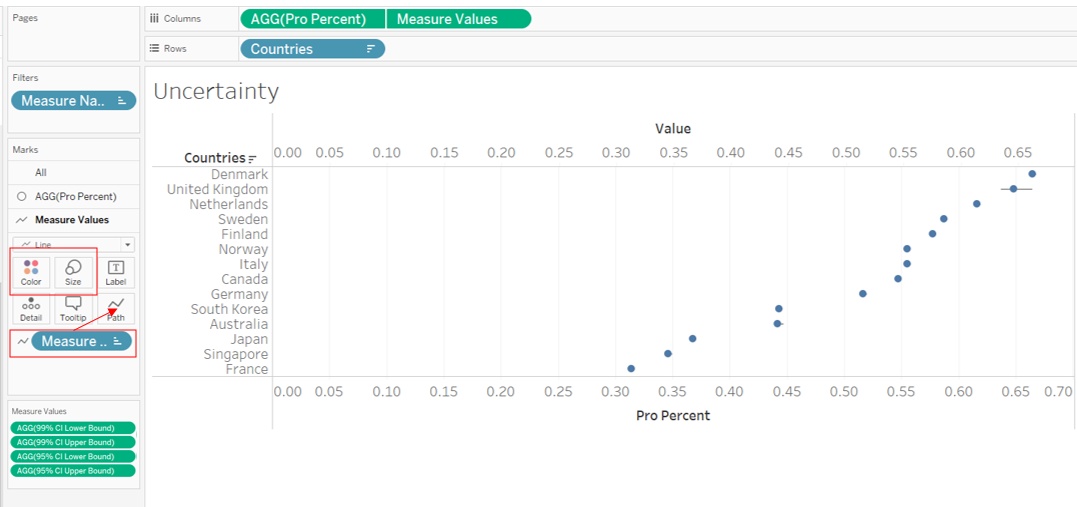 Pages
Columns
AGG(Pro Percent)
Measure Values
Rows
Countries
Filters
Measure Na..
Marks
All
AGG(Pro Percent)
Measure Values
Line
Color
Size
Label
Detail
Tooltip
Path
Measure ..
Measure Values
AGG(99% CI Lower Bound)
AGG(99% CI Upper Bound)
AGG(95% CI Lower Bound)
AGG(95% CI Upper Bound)
Uncertainty
Value
Countries
0.00 0.05 0.10 0.15 0.20 0.25 0.30 0.35 0.40 0.45 0.50 0.55 0.60 0.65
Denmark
United Kingdom
Netherlands
Sweden
Finland
Norway
Italy
Canada
Germany
South Korea
Australia
Japan
Singapore
France
0.00 0.05 0.10 0.15 0.20 0.25 0.30 0.35 0.40 0.45 0.50 0.55 0.60 0.65 0.70
Pro Percent